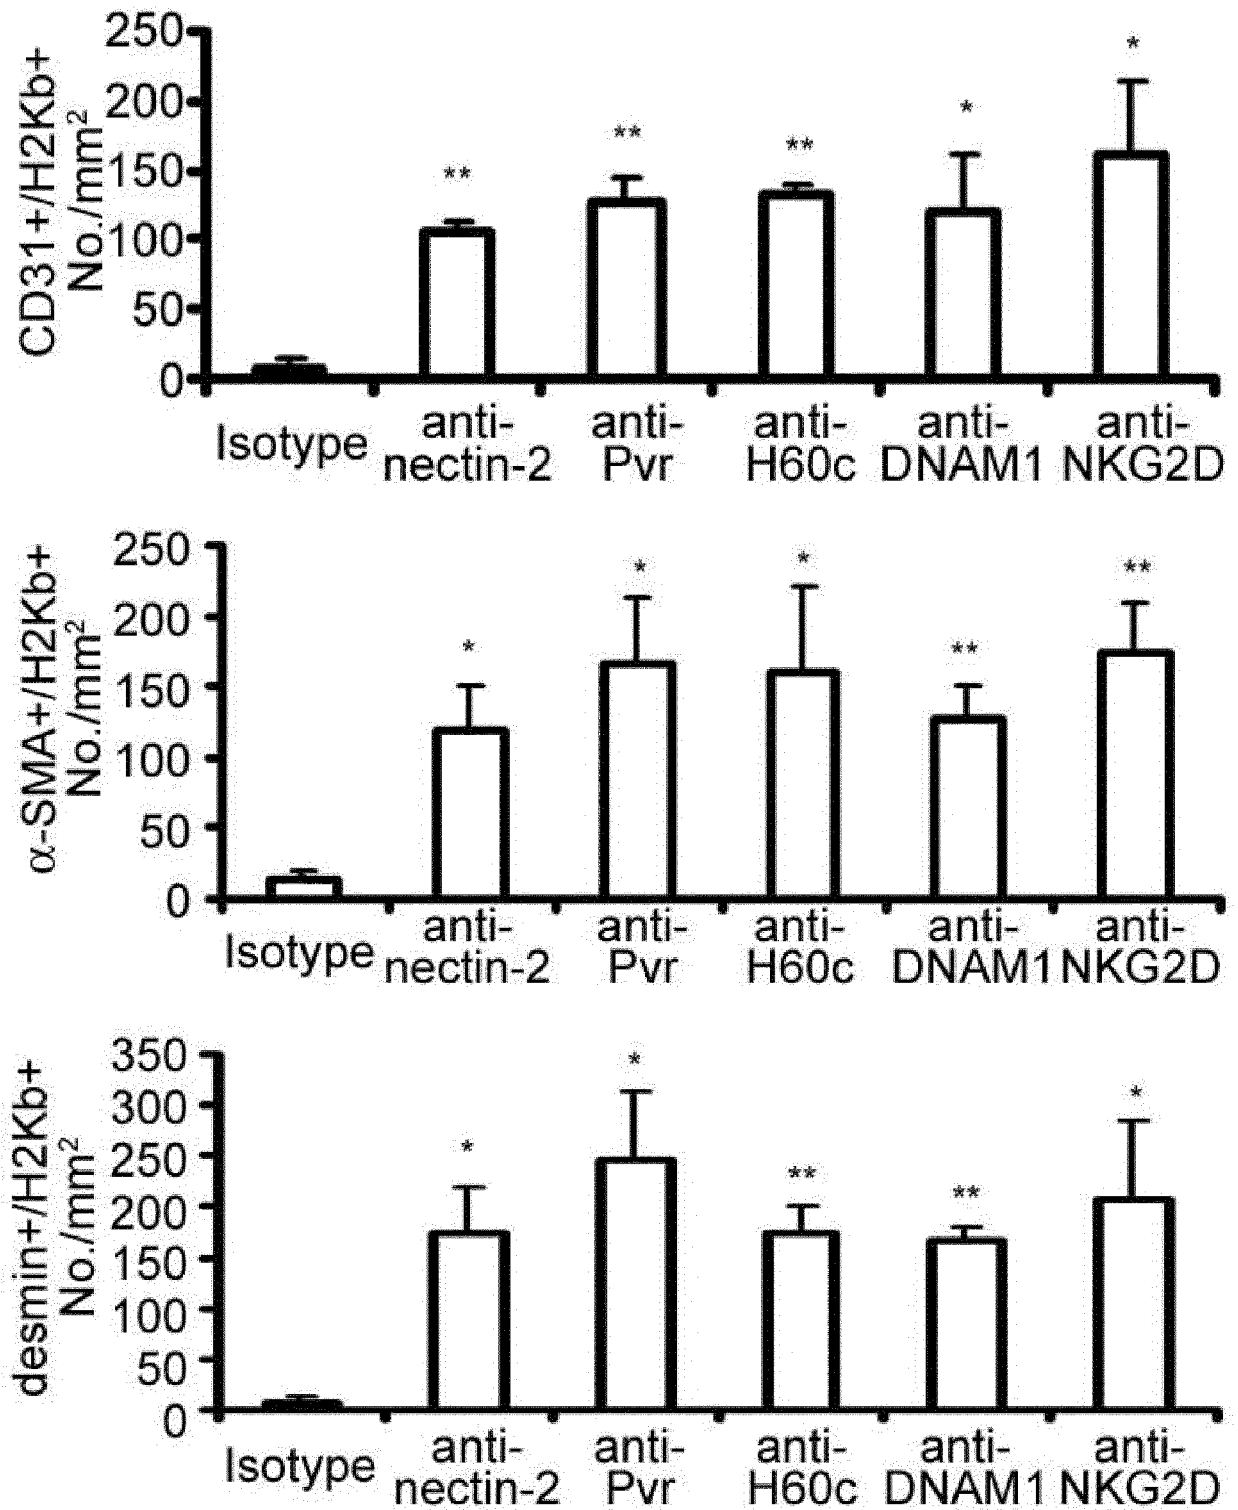 CD31+/H2Kb+
No./mm²
250
200
150
100
50
0
** ** ** * *
Isotype anti-nectin-2 anti-Pvr anti-H60c anti-DNAM1 anti-NKG2D
α-SMA+/H2Kb+
No./mm²
250
200
150
100
50
0
* * * ** **
Isotype anti-nectin-2 anti-Pvr anti-H60c anti-DNAM1 anti-NKG2D
desmin+/H2Kb+
No./mm²
350
300
250
200
150
100
50
0
* * ** ** *
Isotype anti-nectin-2 anti-Pvr anti-H60c anti-DNAM1 anti-NKG2D